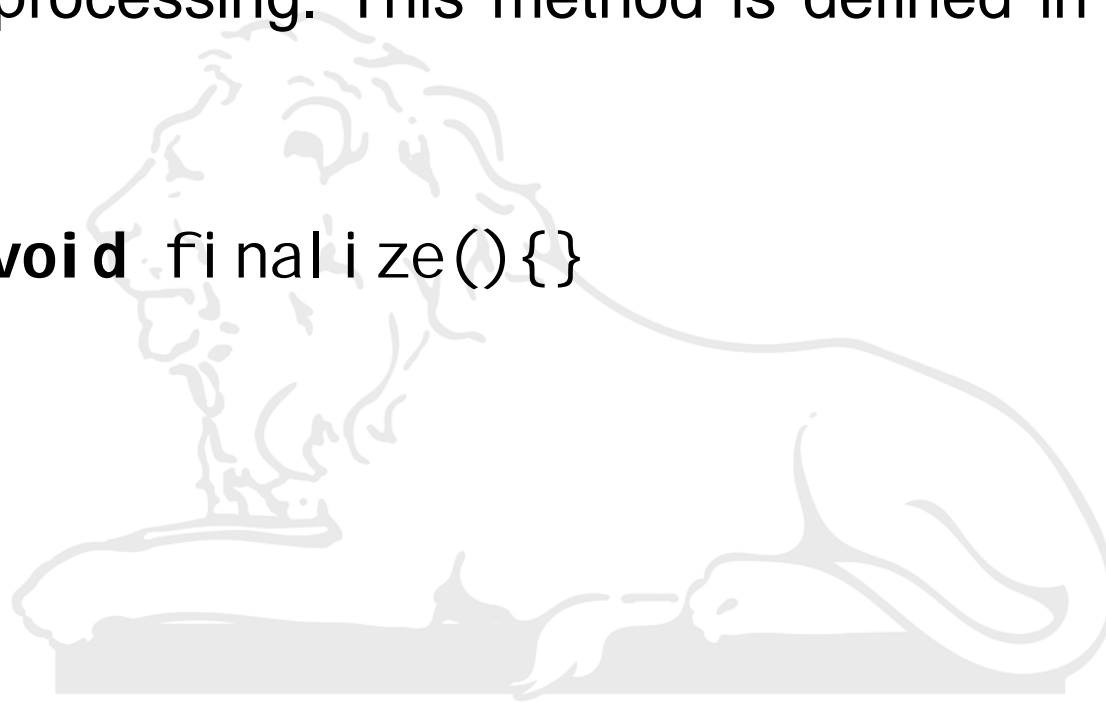 processing. This method is defined in
void finalize(){}